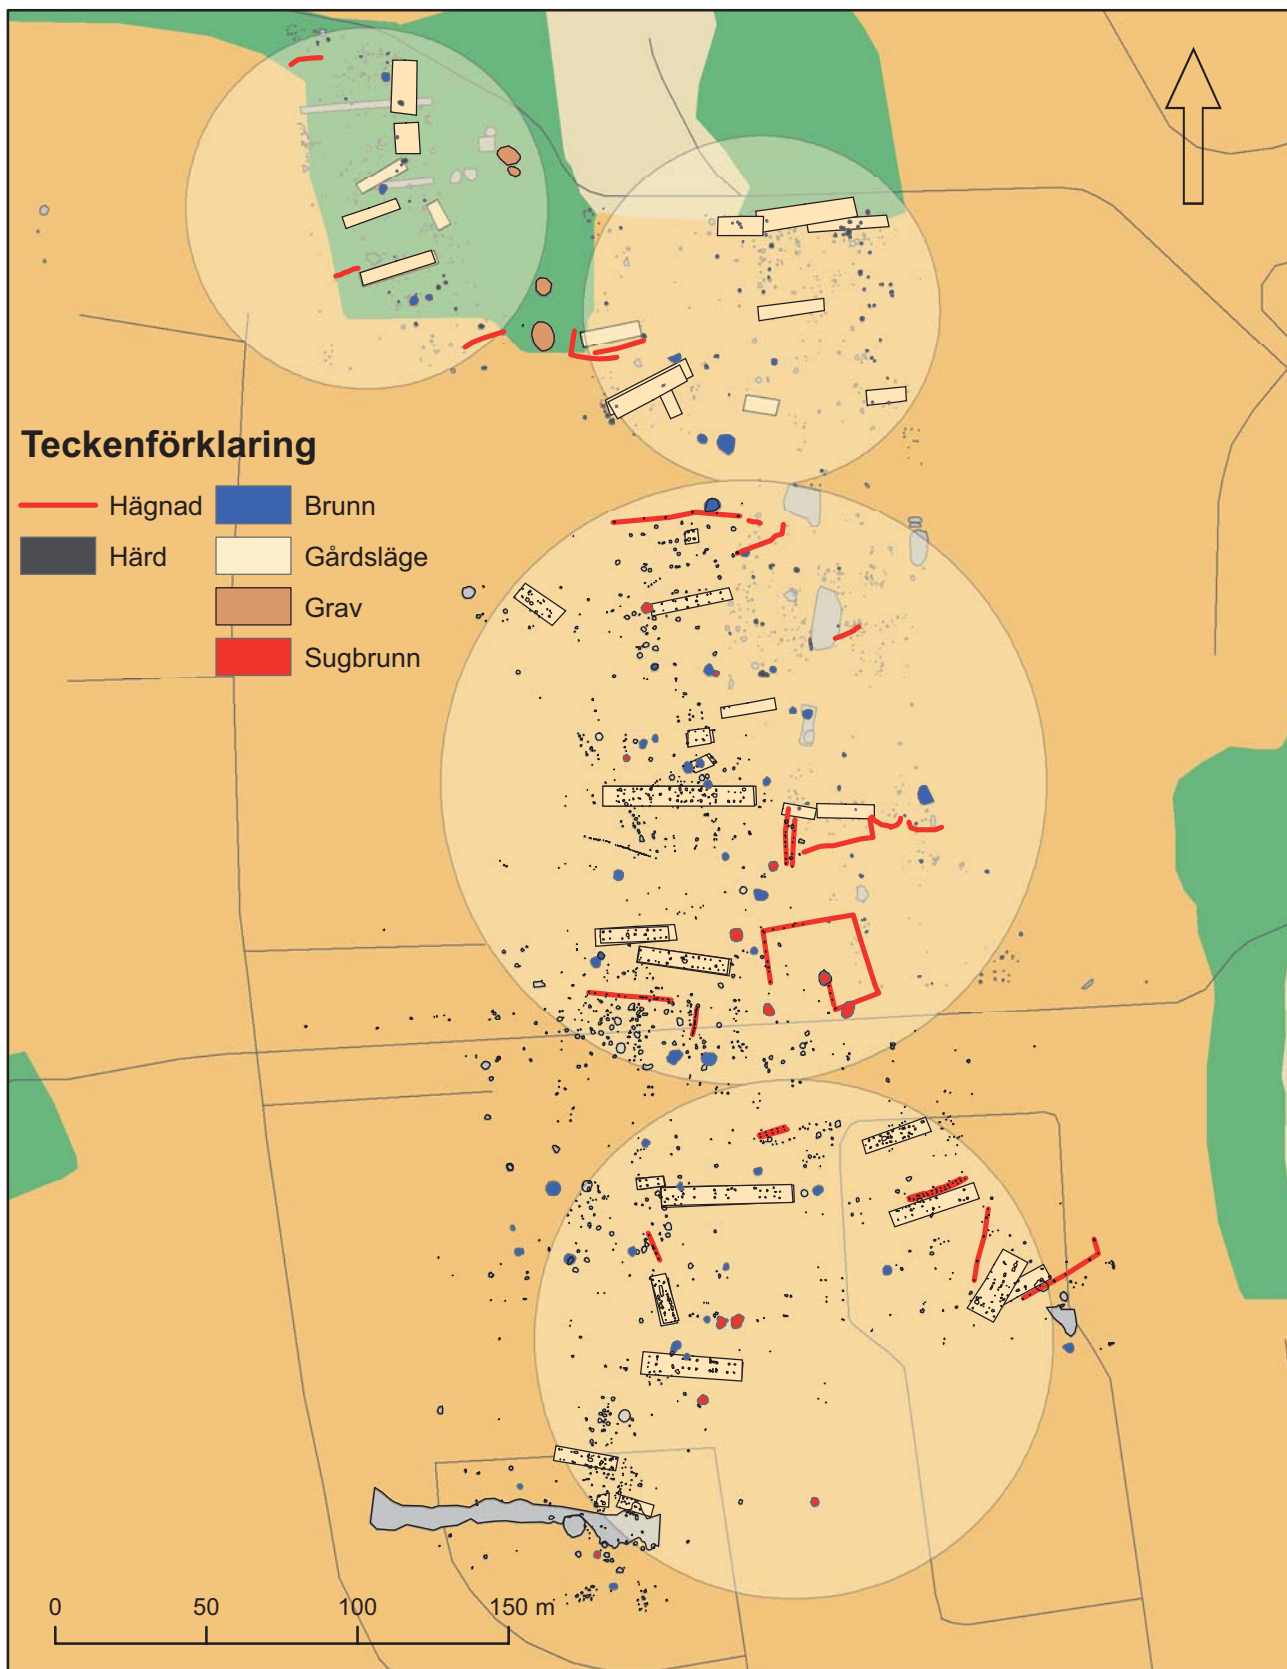 Teckenförklaring
Hägnad
Brunn
Härd
Gårdsläge
Grav
Sugbrunn
0 50 100 150 m